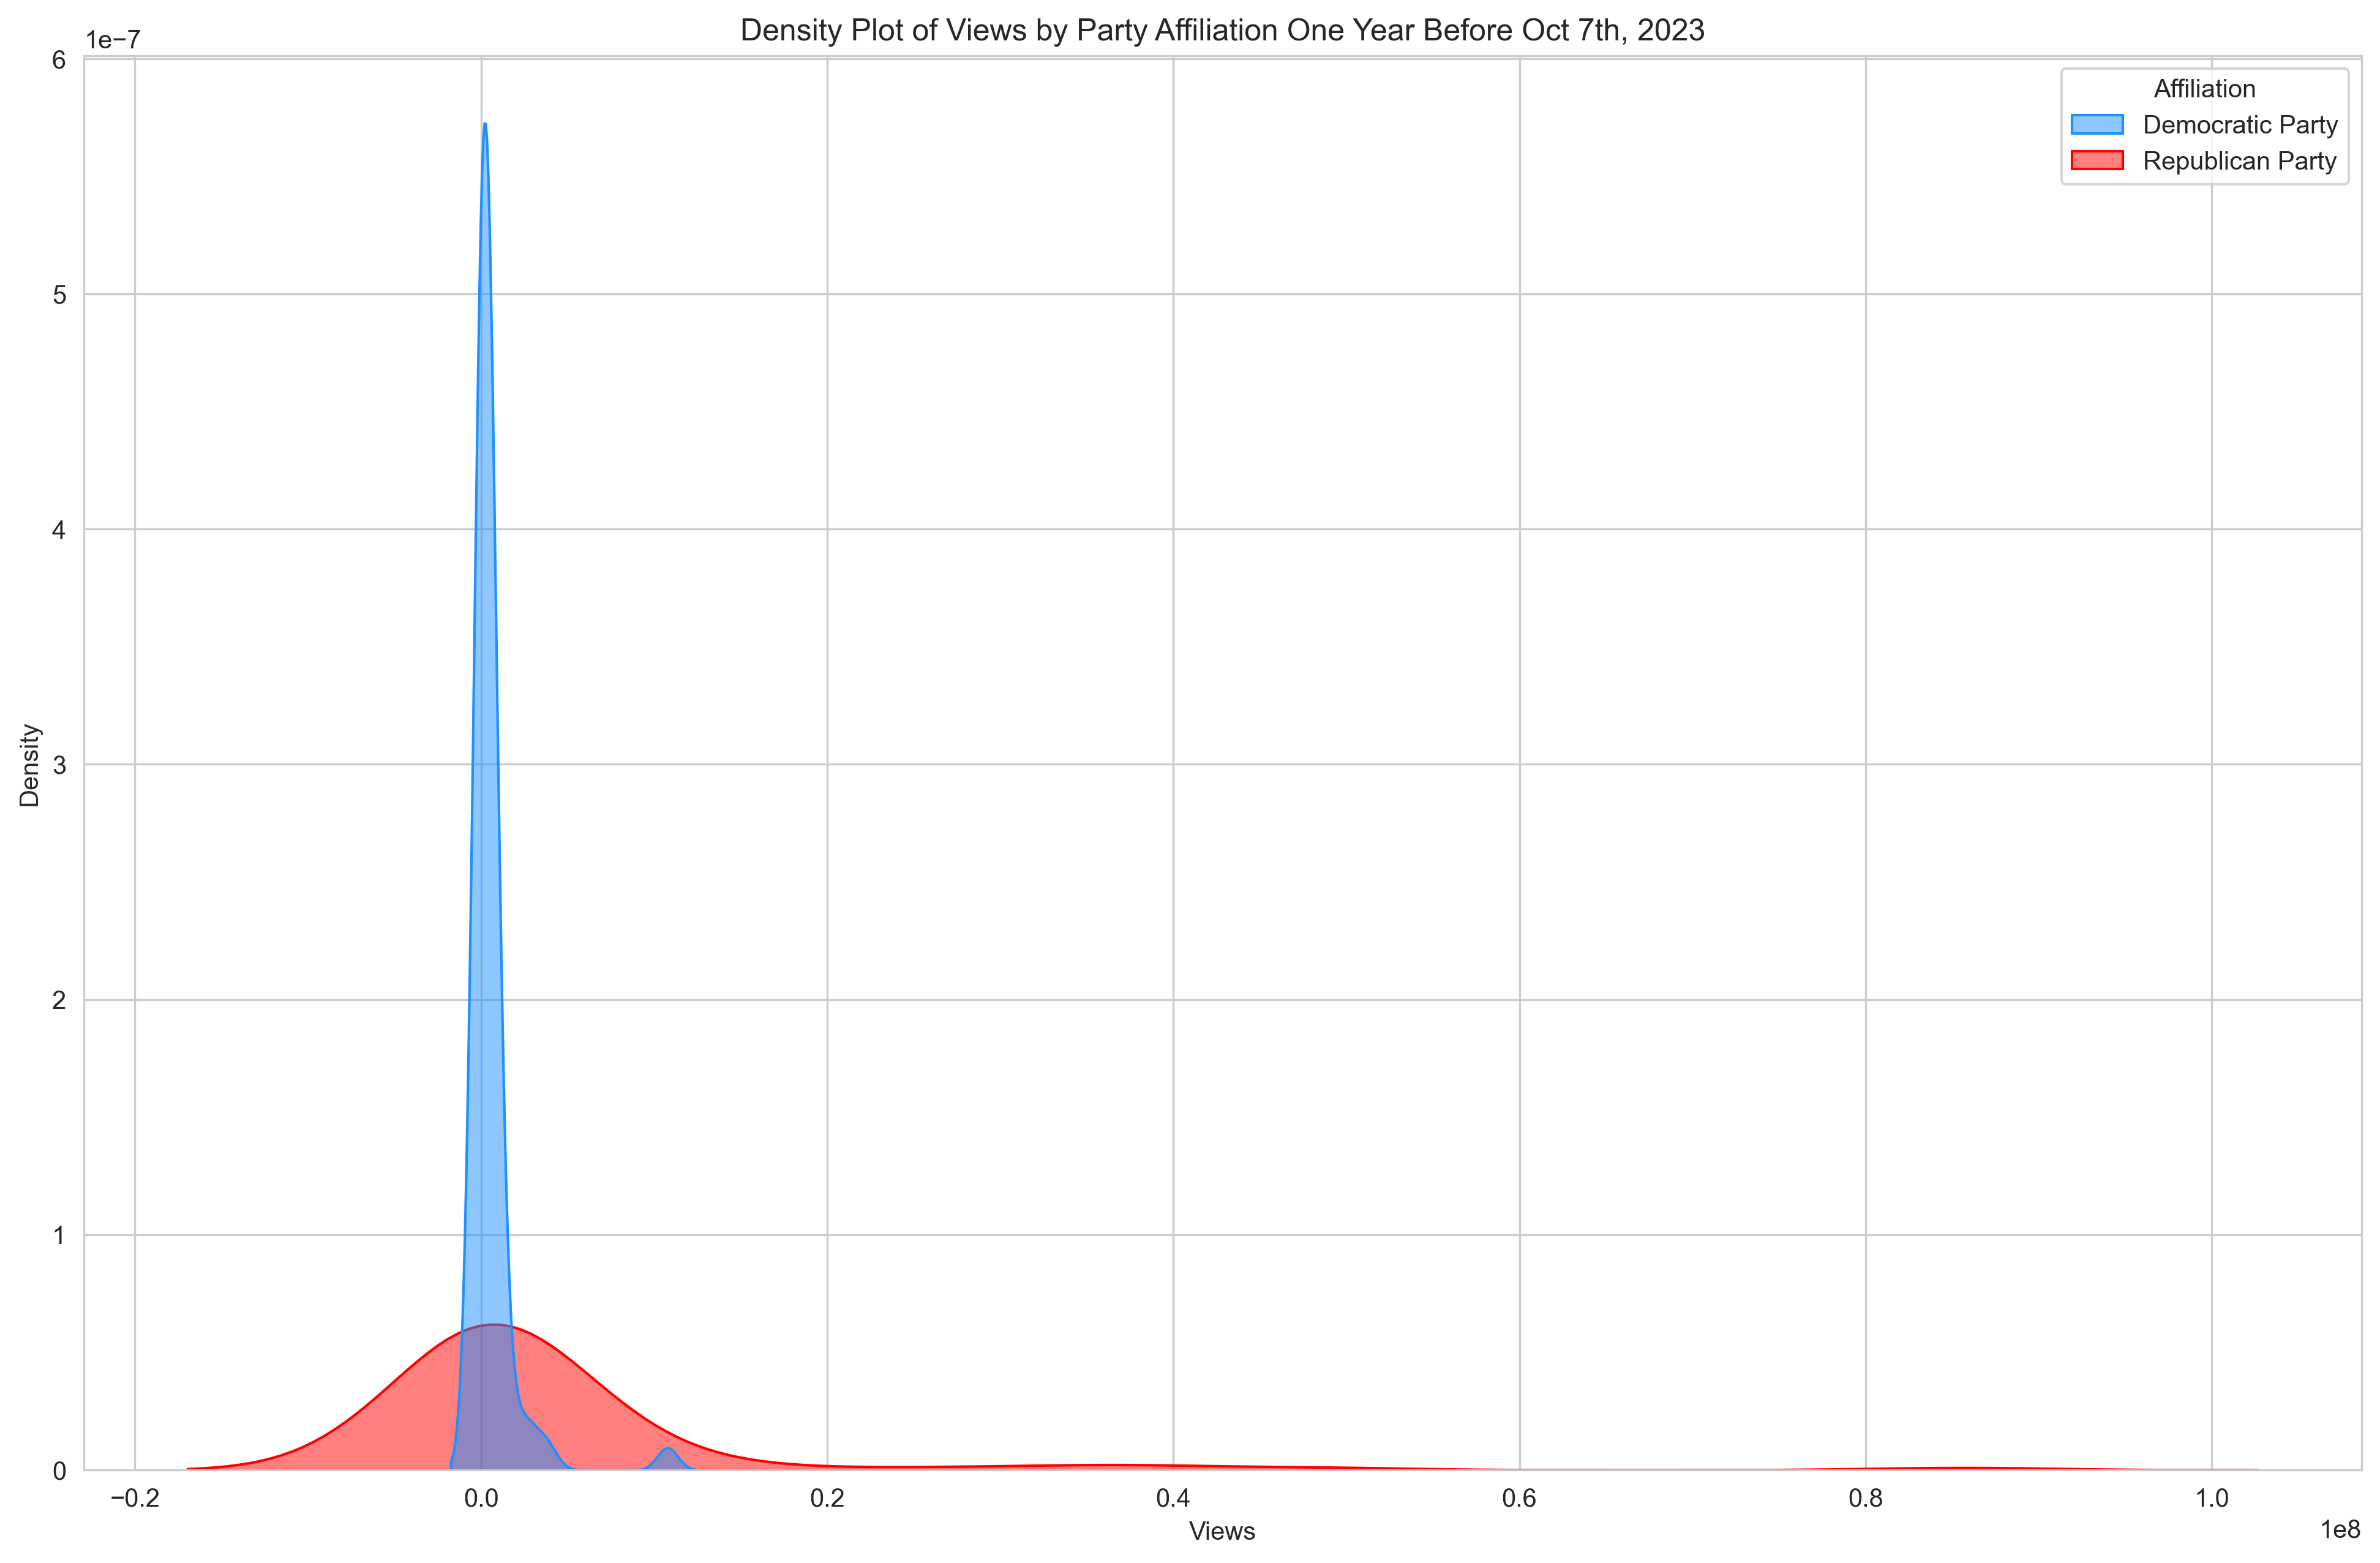 Density Plot of Views by Party Affiliation One Year Before Oct 7th, 2023
1e−7
6
5
4
3
2
1
0
Density
Affiliation
Democratic Party
Republican Party
−0.2 0.0 0.2 0.4 0.6 0.8 1.0
Views
1e8